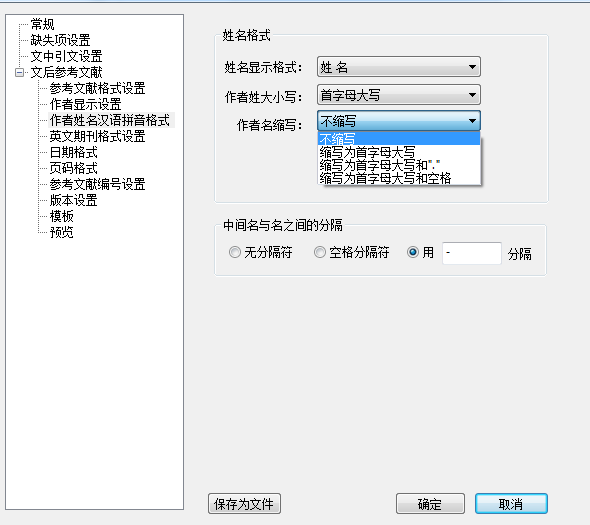 常规
缺失项设置
文中引文设置
文后参考文献
参考文献格式设置
作者显示设置
作者姓名汉语拼音格式
英文期刊格式设置
日期格式
页码格式
参考文献编号设置
版本设置
模板
预览
姓名格式
姓名显示格式： 姓 名
作者姓大小写： 首字母大写
作者名缩写： 不缩写
不缩写
缩写为首字母大写
缩写为首字母大写和"."
缩写为首字母大写和空格
中间名与名之间的分隔
无分隔符 空格分隔符 用 - 分隔
保存为文件 确定 取消